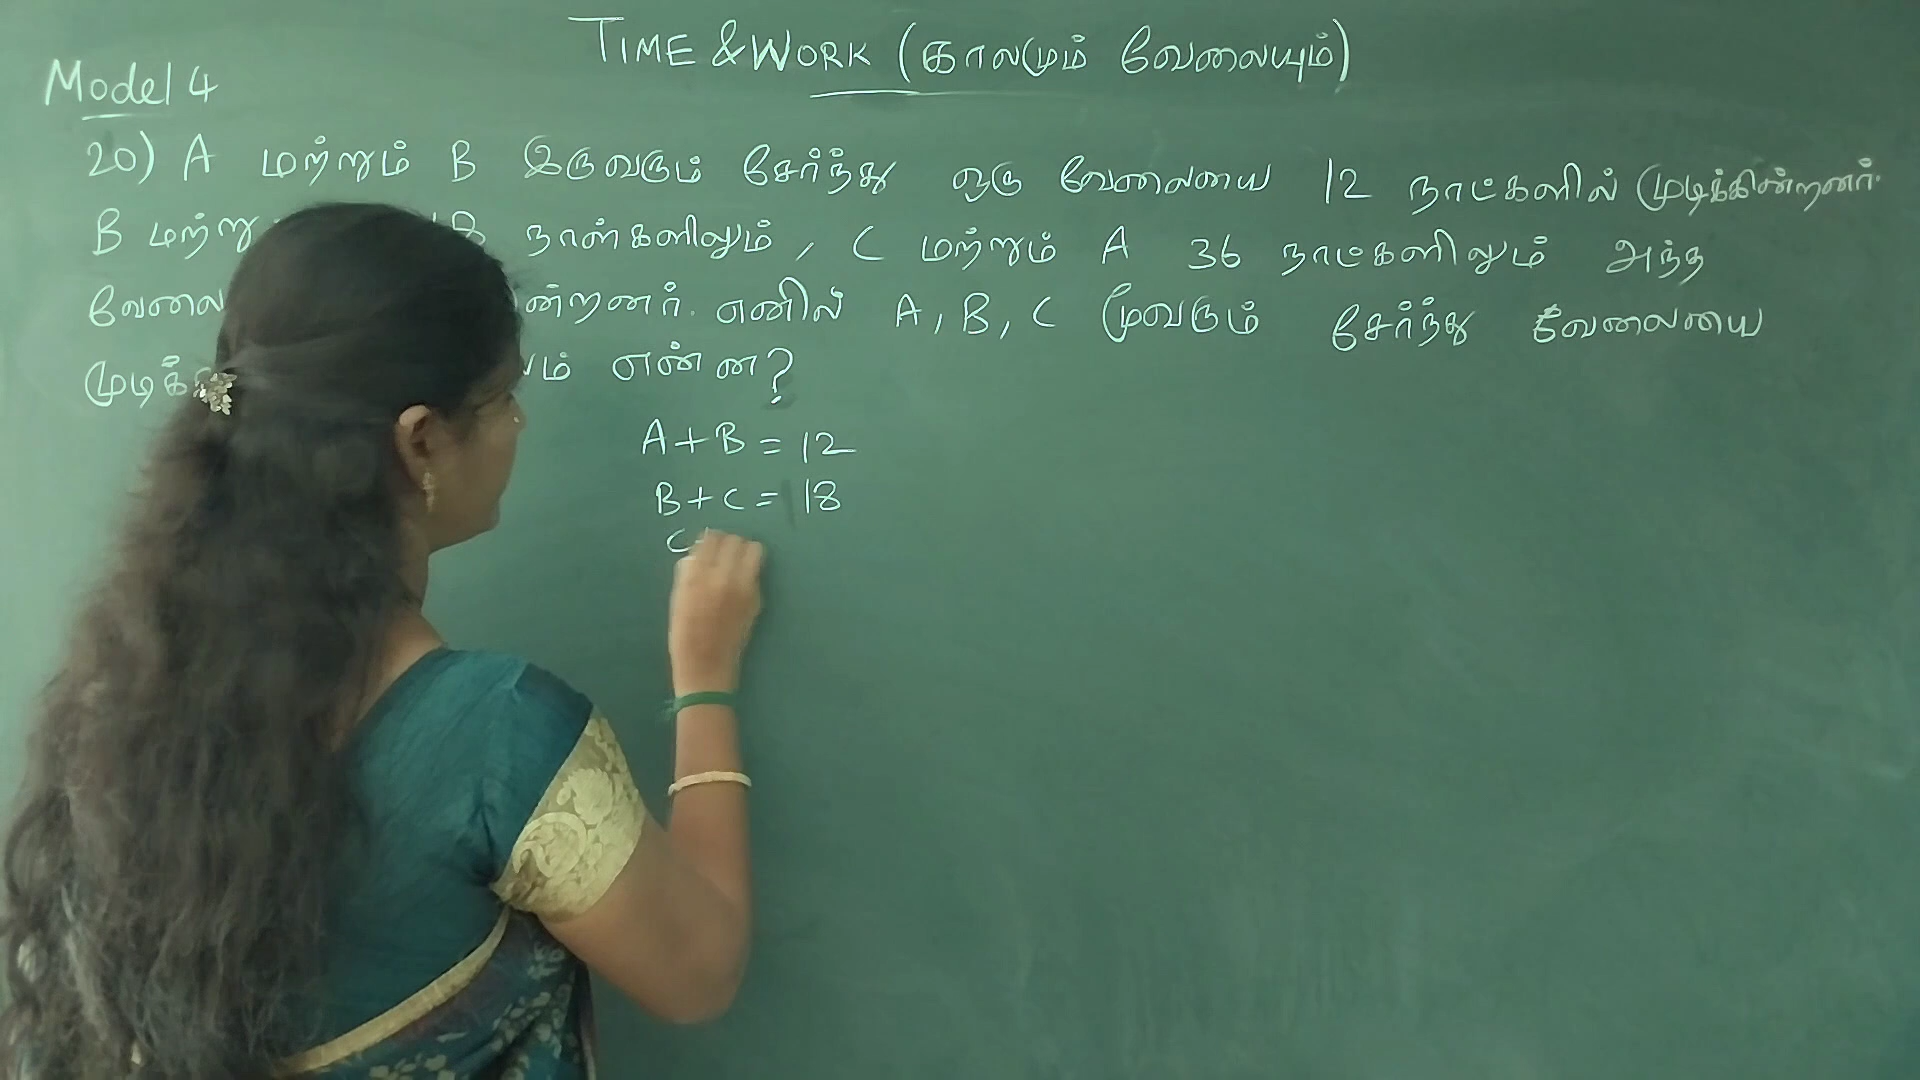 TIME & WORK (காலமும் வேலையும்)
Model 4
20) A மற்றும் B இருவரும் சேர்ந்து ஒரு வேலையை 12 நாட்களில் முடிக்கின்றனர்.
B மற்று 18 நாள்களிலும், C மற்றும் A 36 நாட்களிலும் அந்த
வேலை ன்றனர். எனில் A, B, C மூவரும் சேர்ந்து வேலையை
முடிக் ம் என்ன?
A + B = 12
B + C = 18
C +